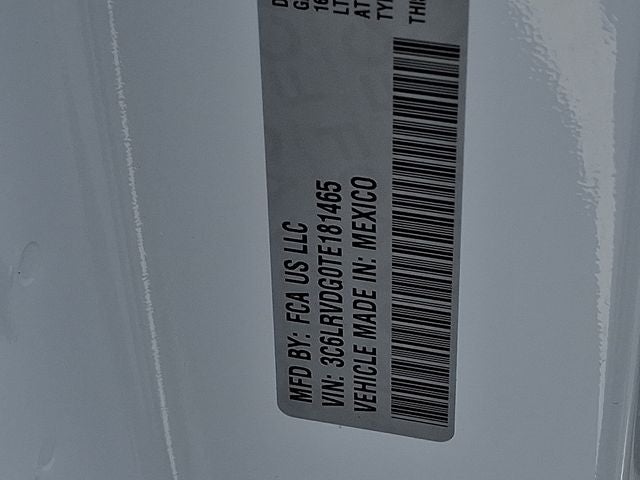 MFD BY: FCA US LLC
VIN: 3C6LRVDG0TE181465
VEHICLE MADE IN: MEXICO